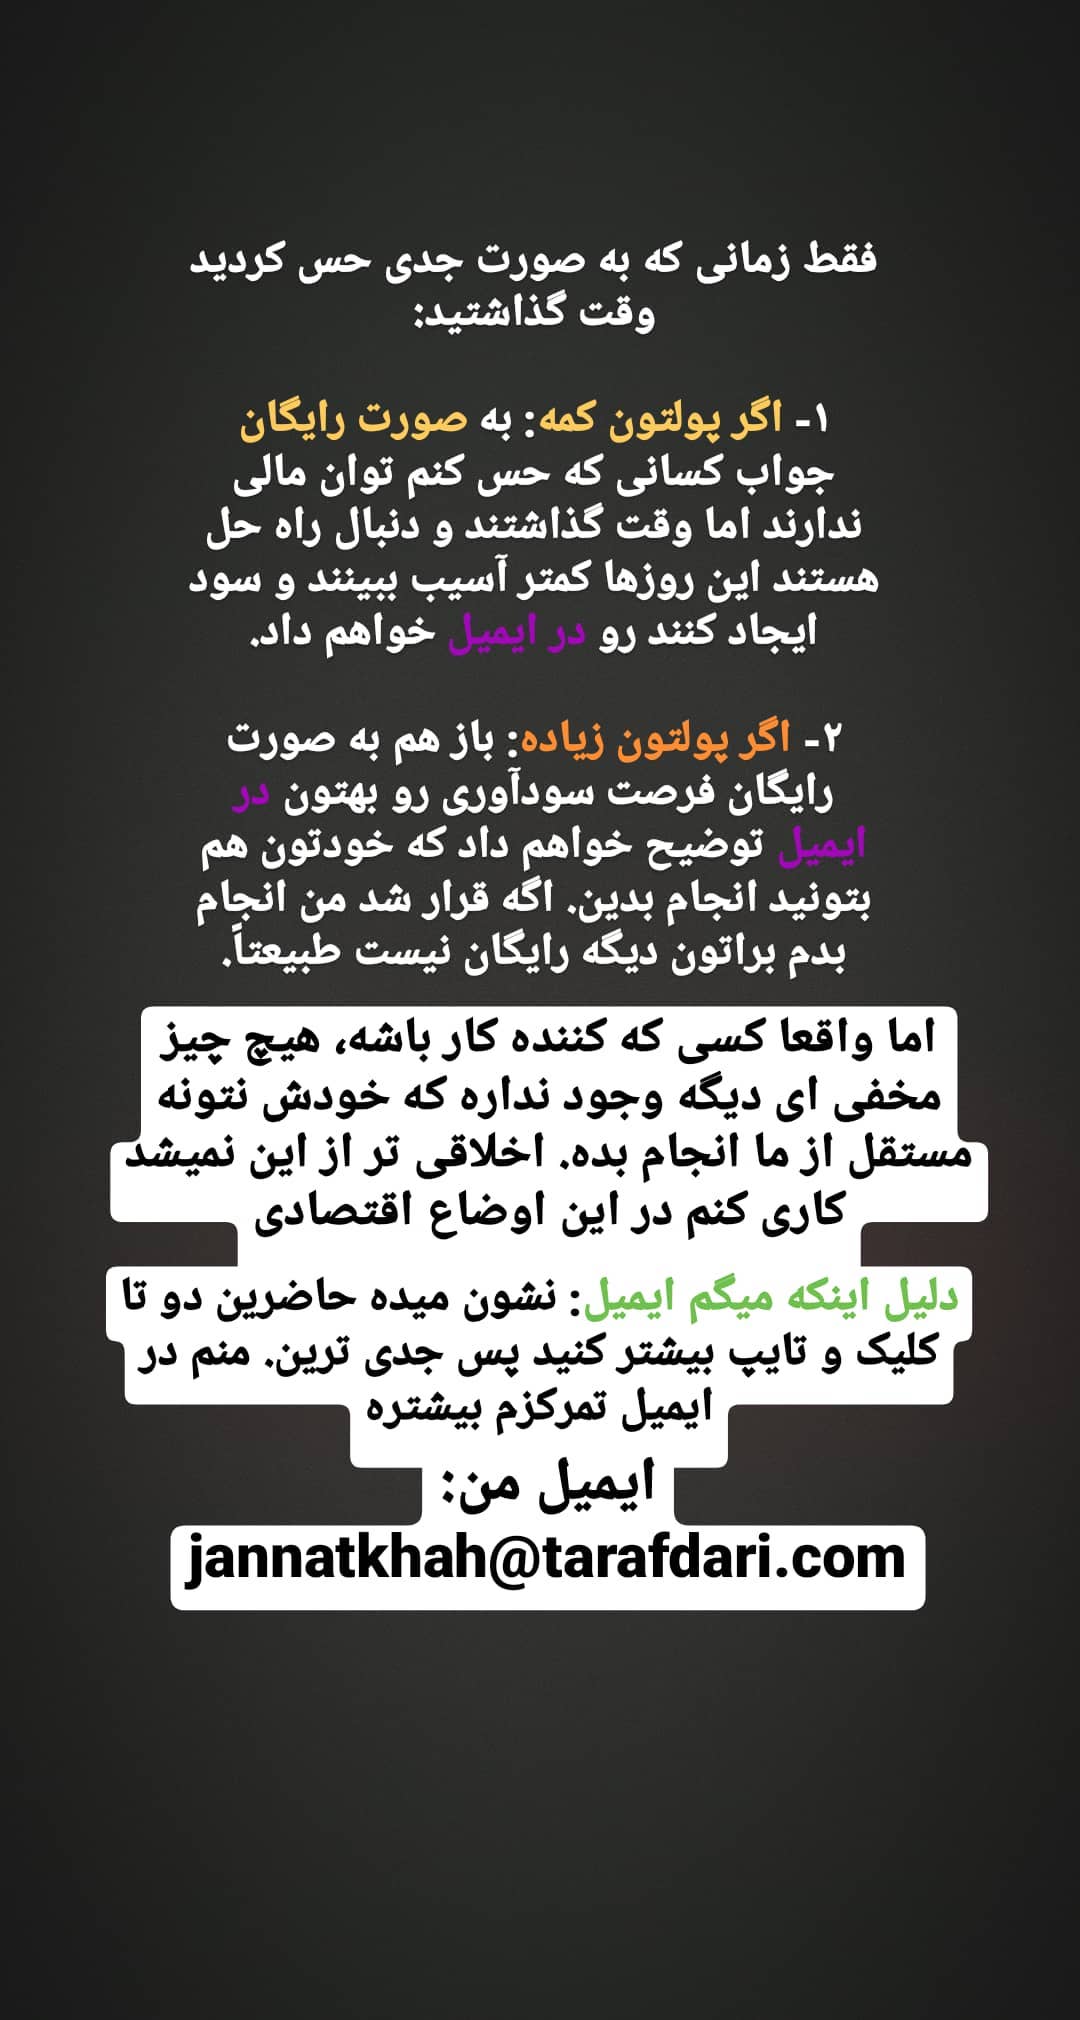 فقط زمانی که به صورت جدی حس کردید
وقت گذاشتید:
۱- اگر پولتون کمه: به صورت رایگان
جواب کسانی که حس کنم توان مالی
ندارند اما وقت گذاشتند و دنبال راه حل
هستند این روزها کمتر آسیب ببینند و سود
ایجاد کنند رو در ایمیل خواهم داد.
۲- اگر پولتون زیاده: باز هم به صورت
رایگان فرصت سودآوری رو بهتون در
ایمیل توضیح خواهم داد که خودتون هم
بتونید انجام بدین. اگه قرار شد من انجام
بدم براتون دیگه رایگان نیست طبیعتاً.
اما واقعا کسی که کننده کار باشه، هیچ چیز
مخفی ای دیگه وجود نداره که خودش نتونه
مستقل از ما انجام بده. اخلاقی تر از این نمیشد
کاری کنم در این اوضاع اقتصادی
دلیل اینکه میگم ایمیل: نشون میده حاضرین دو تا
کلیک و تایپ بیشتر کنید پس جدی ترین. منم در
ایمیل تمرکزم بیشتره
ایمیل من:
jannatkhah@tarafdari.com